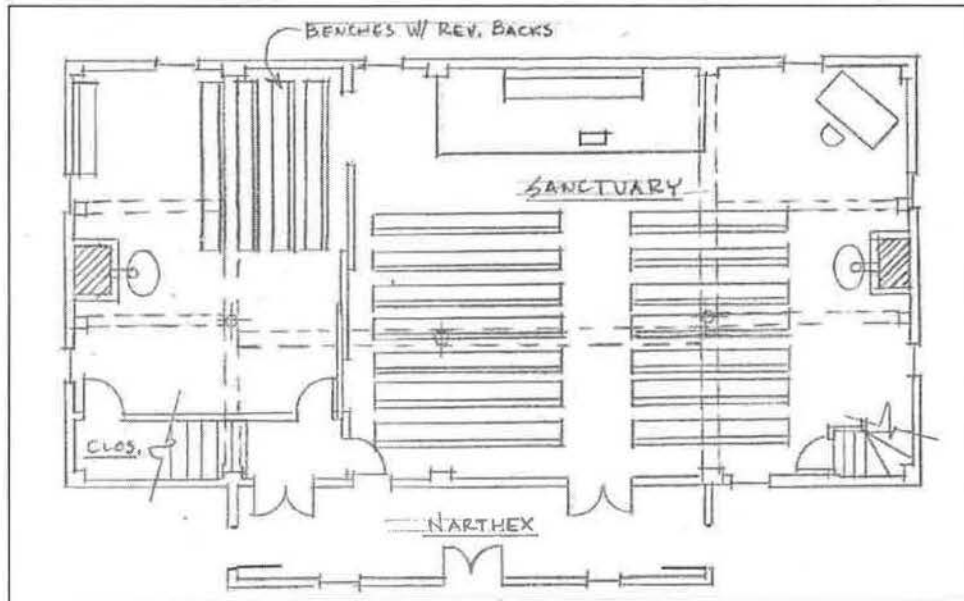 BENCHES W/ REV. BACKS
SANCTUARY
CLOS.
NARTHEX